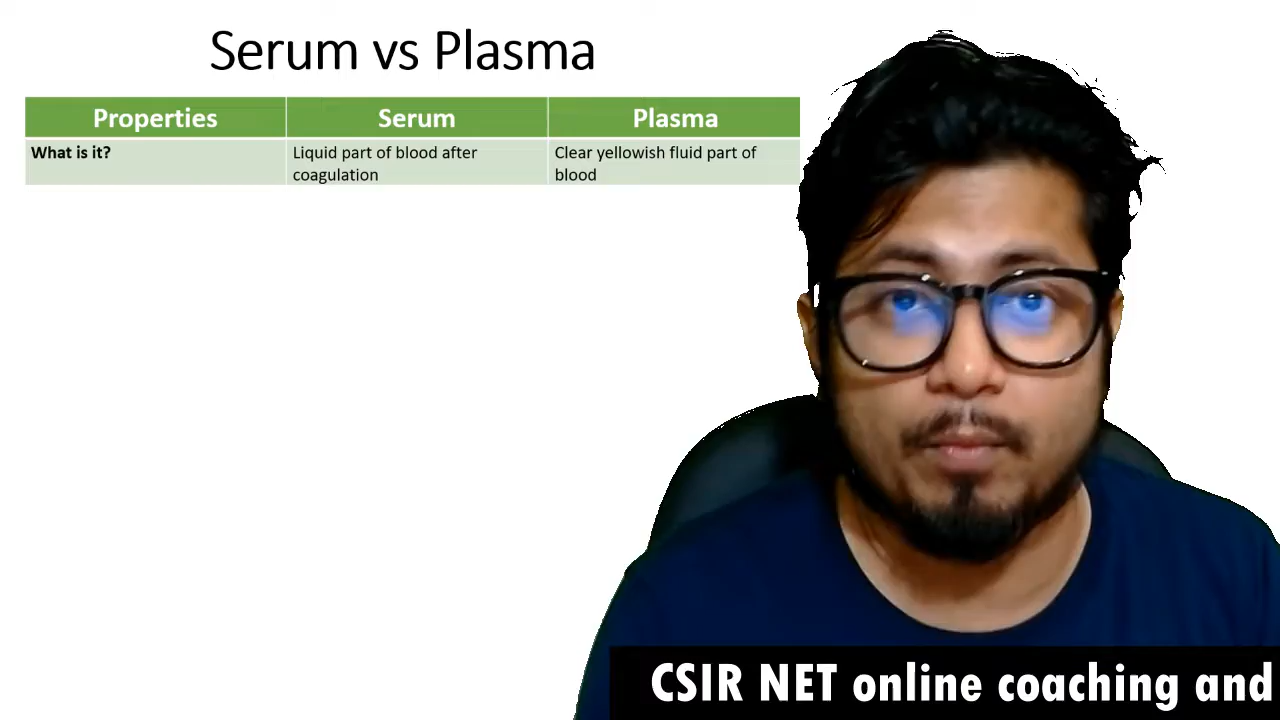 Serum vs Plasma
Properties Serum Plasma
What is it? Liquid part of blood after Clear yellowish fluid part of
coagulation blood
CSIR NET online coaching and